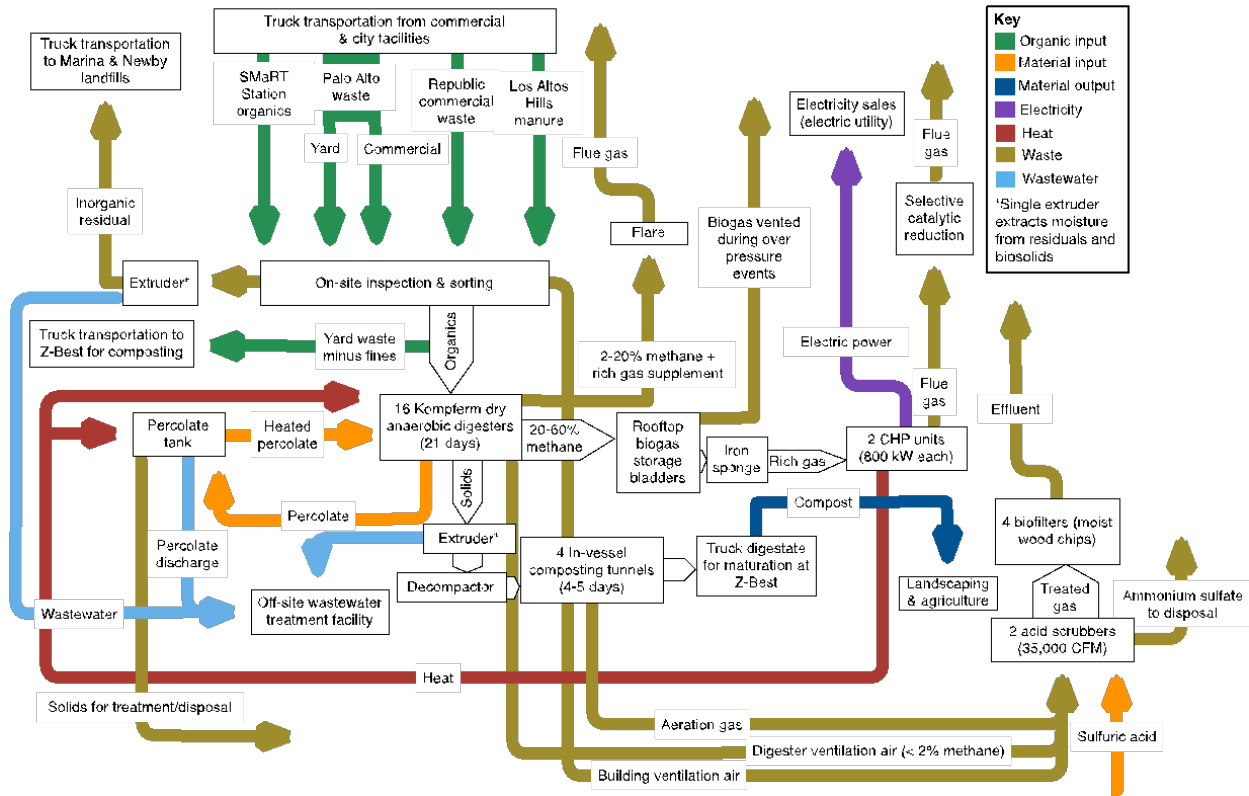 Truck transportation from commercial
& city facilities
Truck transportation
to Marina & Newby
landfills
SMaRT
Station
organics
Palo Alto
waste
Republic
commercial
waste
Los Altos
Hills
manure
Yard
Commercial
Flue gas
Electricity sales
(electric utility)
Flue
gas
Key
Organic input
Material input
Material output
Electricity
Heat
Waste
Wastewater
*Single extruder
extracts moisture
from residuals and
biosolids
Inorganic
residual
Flare
Biogas vented
during over
pressure
events
Selective
catalytic
reduction
Extruder*
On-site inspection & sorting
Truck transportation to
Z-Best for composting
Yard waste
minus fines
Organics
2-20% methane +
rich gas supplement
Electric power
Flue
gas
Effluent
Percolate
tank
Heated
percolate
16 Kompferm dry
anaerobic digesters
(21 days)
20-60%
methane
Rooftop
biogas
storage
bladders
Iron
sponge
Rich gas
2 CHP units
(800 kW each)
Solids
Percolate
Compost
4 biofilters (moist
wood chips)
Percolate
discharge
Extruder*
4 In-vessel
composting tunnels
(4-5 days)
Truck digestate
for maturation at
Z-Best
Decompactor
Landscaping
& agriculture
Treated
gas
Ammonium sulfate
to disposal
Wastewater
Off-site wastewater
treatment facility
2 acid scrubbers
(35,000 CFM)
Heat
Solids for treatment/disposal
Aeration gas
Sulfuric
acid
Digester ventilation air (< 2% methane)
Building ventilation air